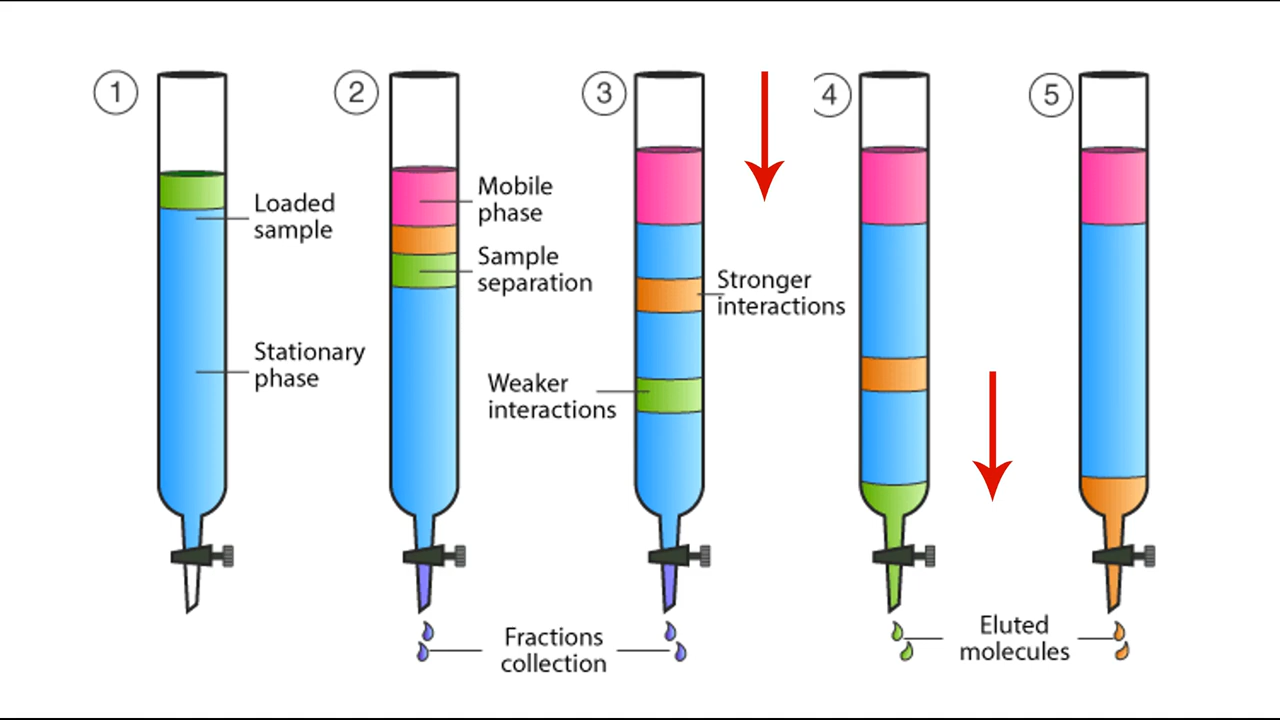 1
2
3
4
5
Loaded
sample
Stationary
phase
Mobile
phase
Sample
separation
Stronger
interactions
Weaker
interactions
Fractions
collection
Eluted
molecules